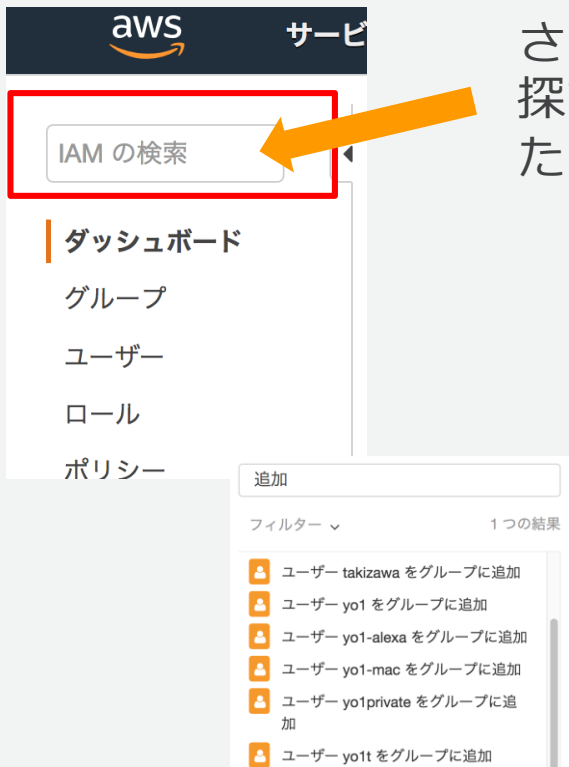 aws
サービ
さ
探
た
IAM の検索
ダッシュボード
グループ
ユーザー
ロール
ポリシー
追加
フィルター
1 つの結果
ユーザー takizawa をグループに追加
ユーザー yo1 をグループに追加
ユーザー yo1-alexa をグループに追加
ユーザー yo1-mac をグループに追加
ユーザー yo1private をグループに追
加
ユーザー yo1t をグループに追加